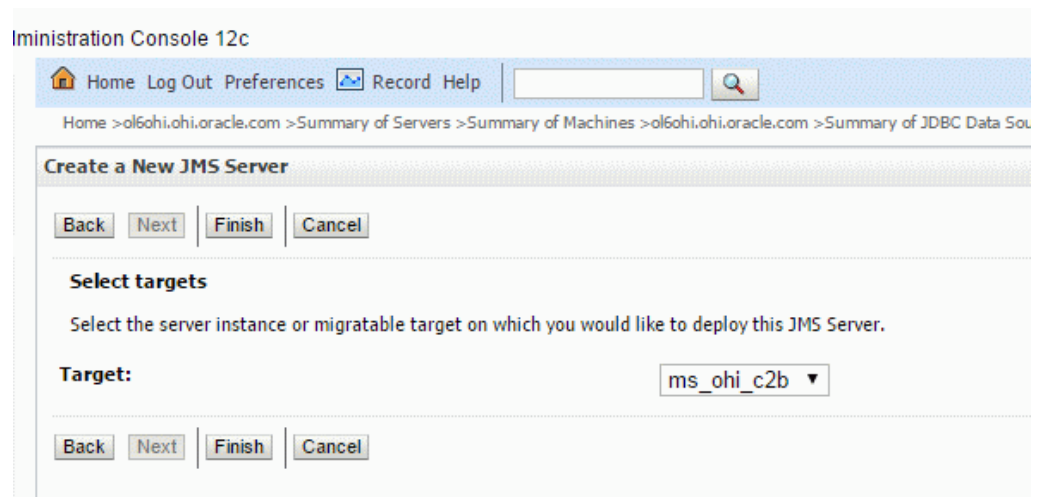 ministration Console 12c
Home Log Out Preferences Record Help
Home >ol6ohi.ohi.oracle.com >Summary of Servers >Summary of Machines >ol6ohi.ohi.oracle.com >Summary of JDBC Data Sou
Create a New JMS Server
Back Next Finish Cancel
Select targets
Select the server instance or migratable target on which you would like to deploy this JMS Server.
Target: ms_ohi_c2b
Back Next Finish Cancel